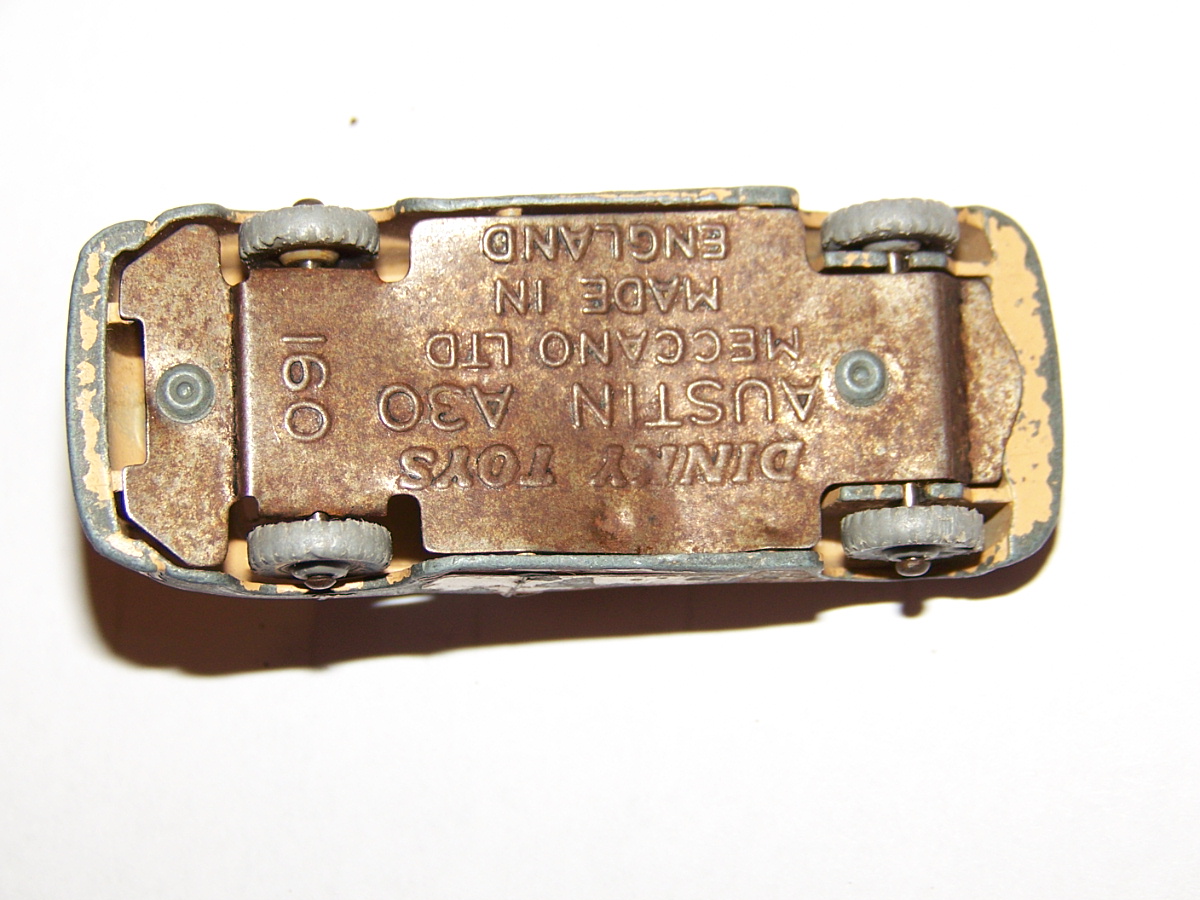 DINKY TOYS
AUSTIN A30
MECCANO LTD
MADE IN
ENGLAND
160